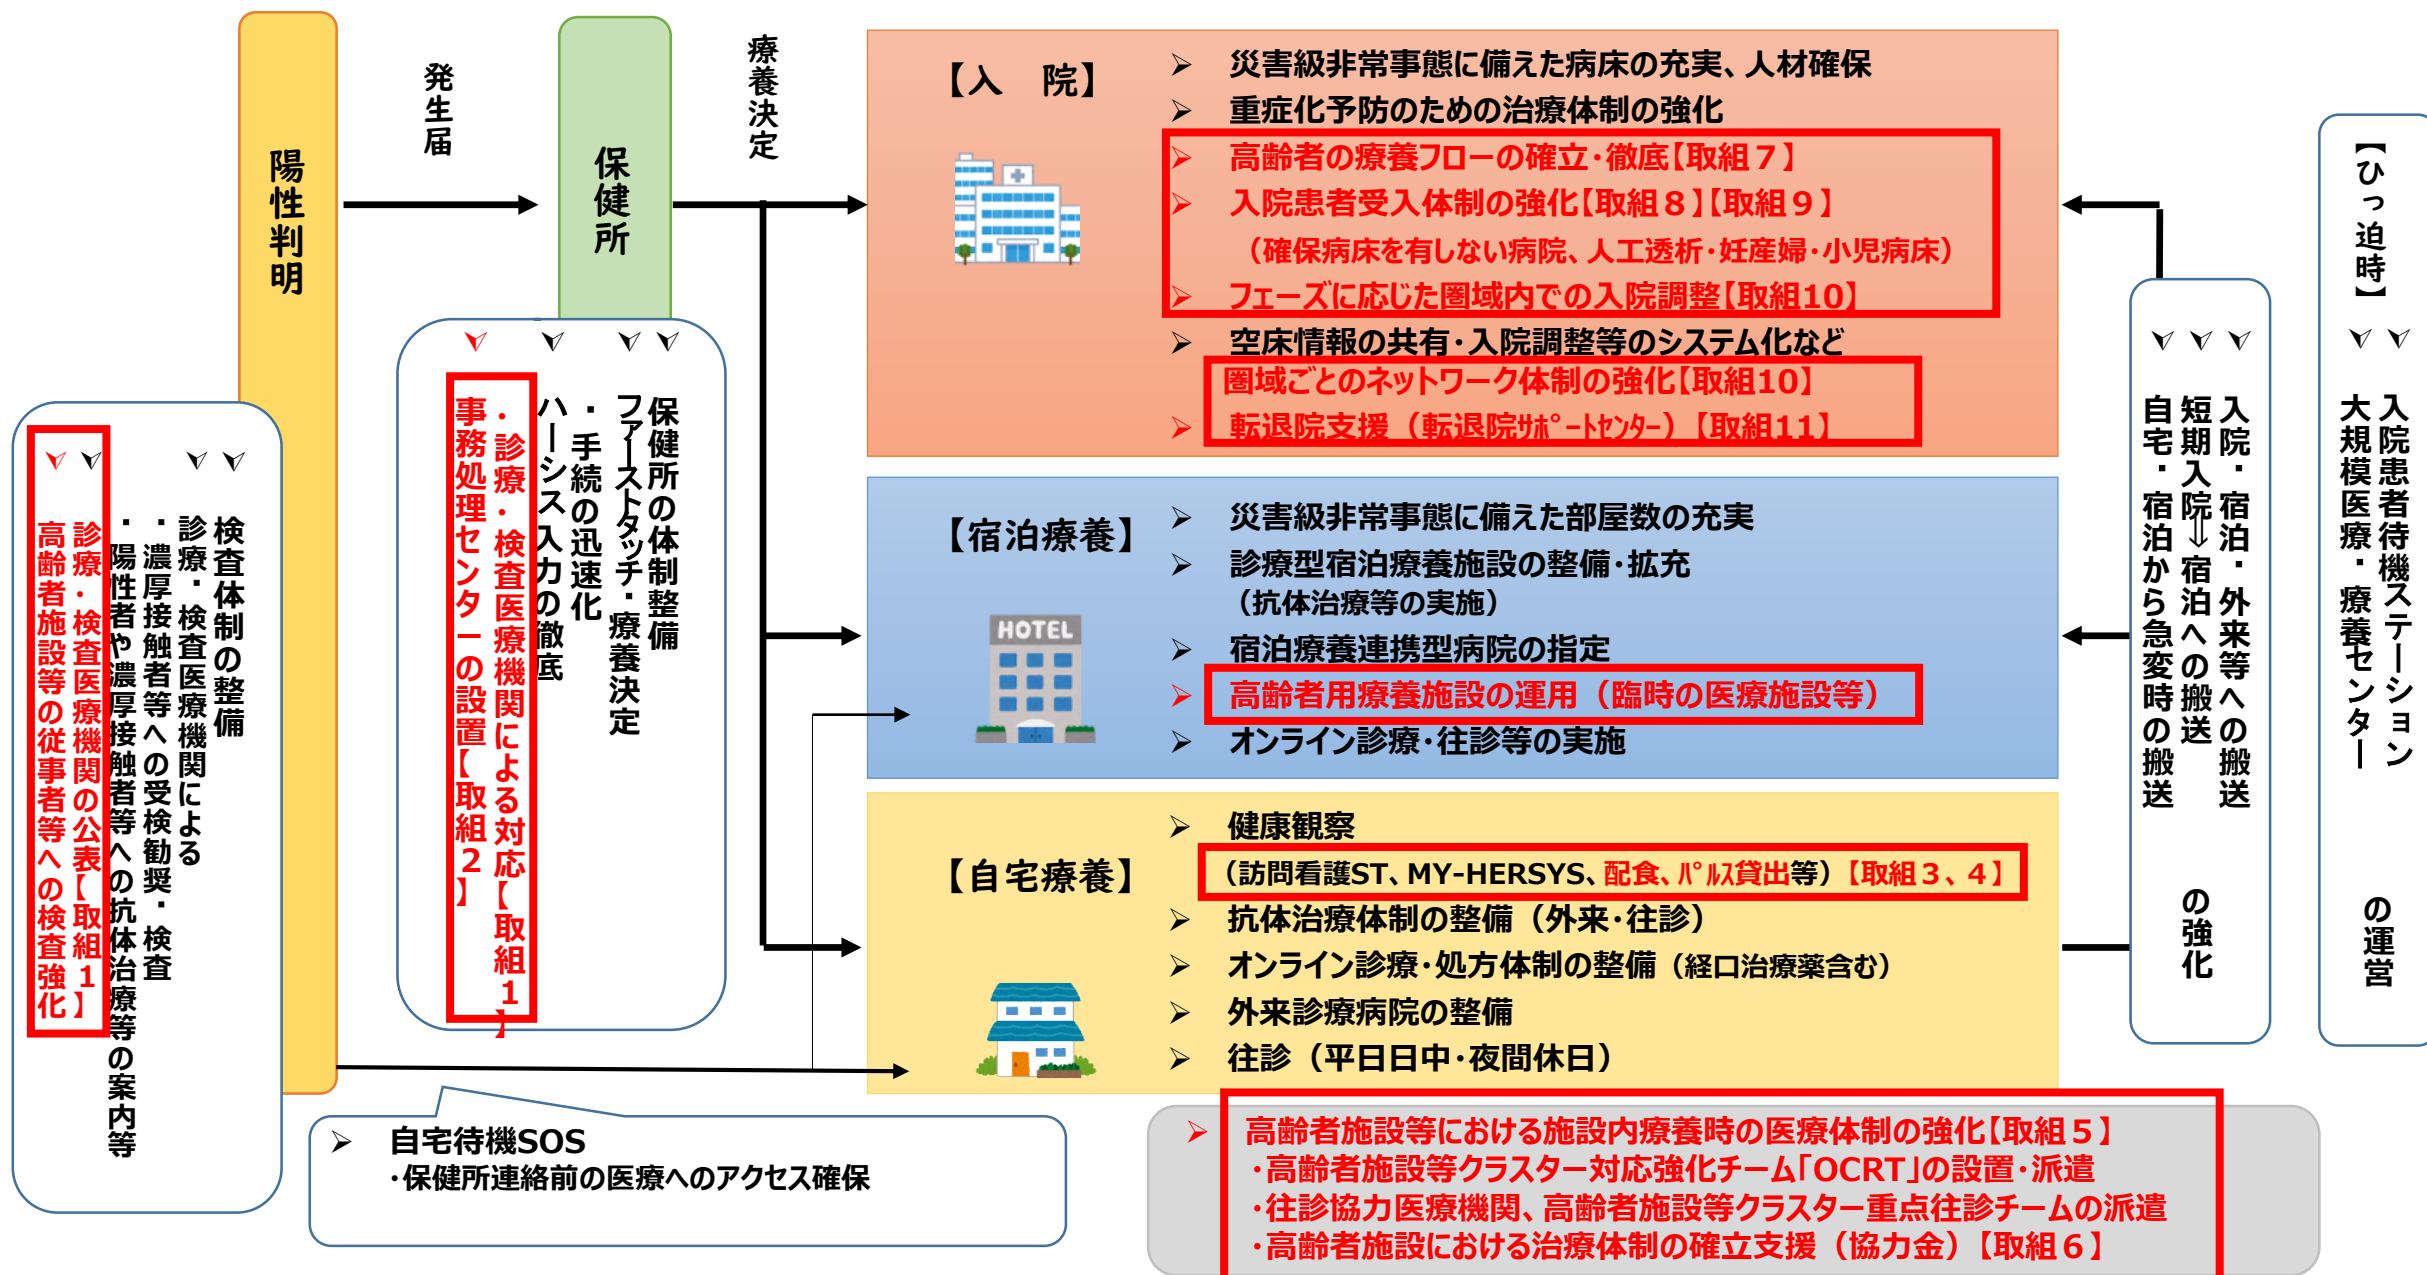 陽性判明
発生届
保健所
療養決定
検査体制の整備
診療・検査医療機関による
・濃厚接触者等への受検勧奨・検査
・陽性者や濃厚接触者等への抗体治療等の案内等
診療・検査医療機関の公表【取組1】
高齢者施設等の従事者等への検査強化
保健所の体制整備
ファーストタッチ・療養決定
・手続の迅速化
ハーシス入力の徹底
・診療・検査医療機関による対応【取組1】
事務処理センターの設置【取組2】
【入　院】
➢ 災害級非常事態に備えた病床の充実、人材確保
➢ 重症化予防のための治療体制の強化
➢ 高齢者の療養フローの確立・徹底【取組７】
➢ 入院患者受入体制の強化【取組８】【取組９】
（確保病床を有しない病院、人工透析・妊産婦・小児病床）
➢ フェーズに応じた圏域内での入院調整【取組10】
➢ 空床情報の共有・入院調整等のシステム化など
圏域ごとのネットワーク体制の強化【取組10】
➢ 転退院支援（転退院ｻﾎﾟｰﾄｾﾝﾀｰ）【取組11】
【宿泊療養】
➢ 災害級非常事態に備えた部屋数の充実
➢ 診療型宿泊療養施設の整備・拡充
（抗体治療等の実施）
➢ 宿泊療養連携型病院の指定
➢ 高齢者用療養施設の運用（臨時の医療施設等）
➢ オンライン診療・往診等の実施
HOTEL
【自宅療養】
➢ 健康観察
（訪問看護ST、MY-HERSYS、配食、ﾊﾟﾙｽ貸出等）【取組３、４】
➢ 抗体治療体制の整備（外来・往診）
➢ オンライン診療・処方体制の整備（経口治療薬含む）
➢ 外来診療病院の整備
➢ 往診（平日日中・夜間休日）
➢ 自宅待機SOS
・保健所連絡前の医療へのアクセス確保
➢ 高齢者施設等における施設内療養時の医療体制の強化【取組５】
・高齢者施設等クラスター対応強化チーム「OCRT」の設置・派遣
・往診協力医療機関、高齢者施設等クラスター重点往診チームの派遣
・高齢者施設における治療体制の確立支援（協力金）【取組６】
入院・宿泊・外来等への搬送
短期入院⇒宿泊への搬送
自宅・宿泊から急変時の搬送
の強化
【ひっ迫時】
入院患者待機ステーション
大規模医療・療養センター
の運営